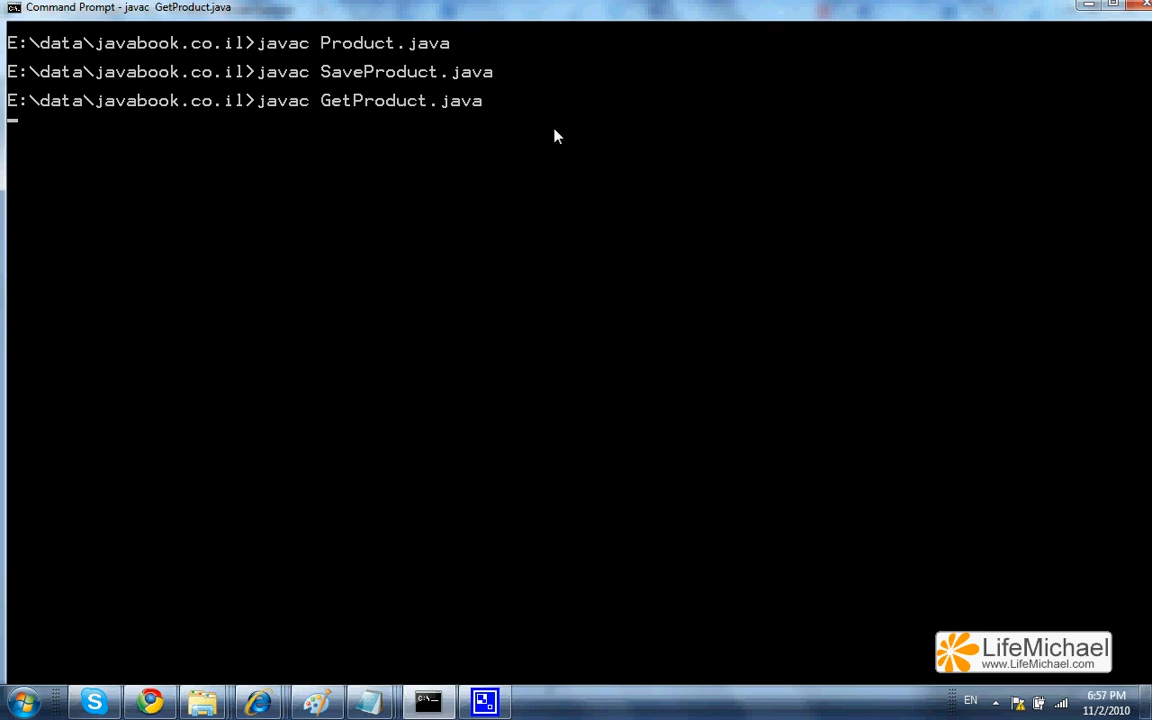 Command Prompt - javac GetProduct.java
E:\data\javabook.co.il>javac Product.java
E:\data\javabook.co.il>javac SaveProduct.java
E:\data\javabook.co.il>javac GetProduct.java
LifeMichael
www.LifeMichael.com
EN
6:57 PM
11/2/2010